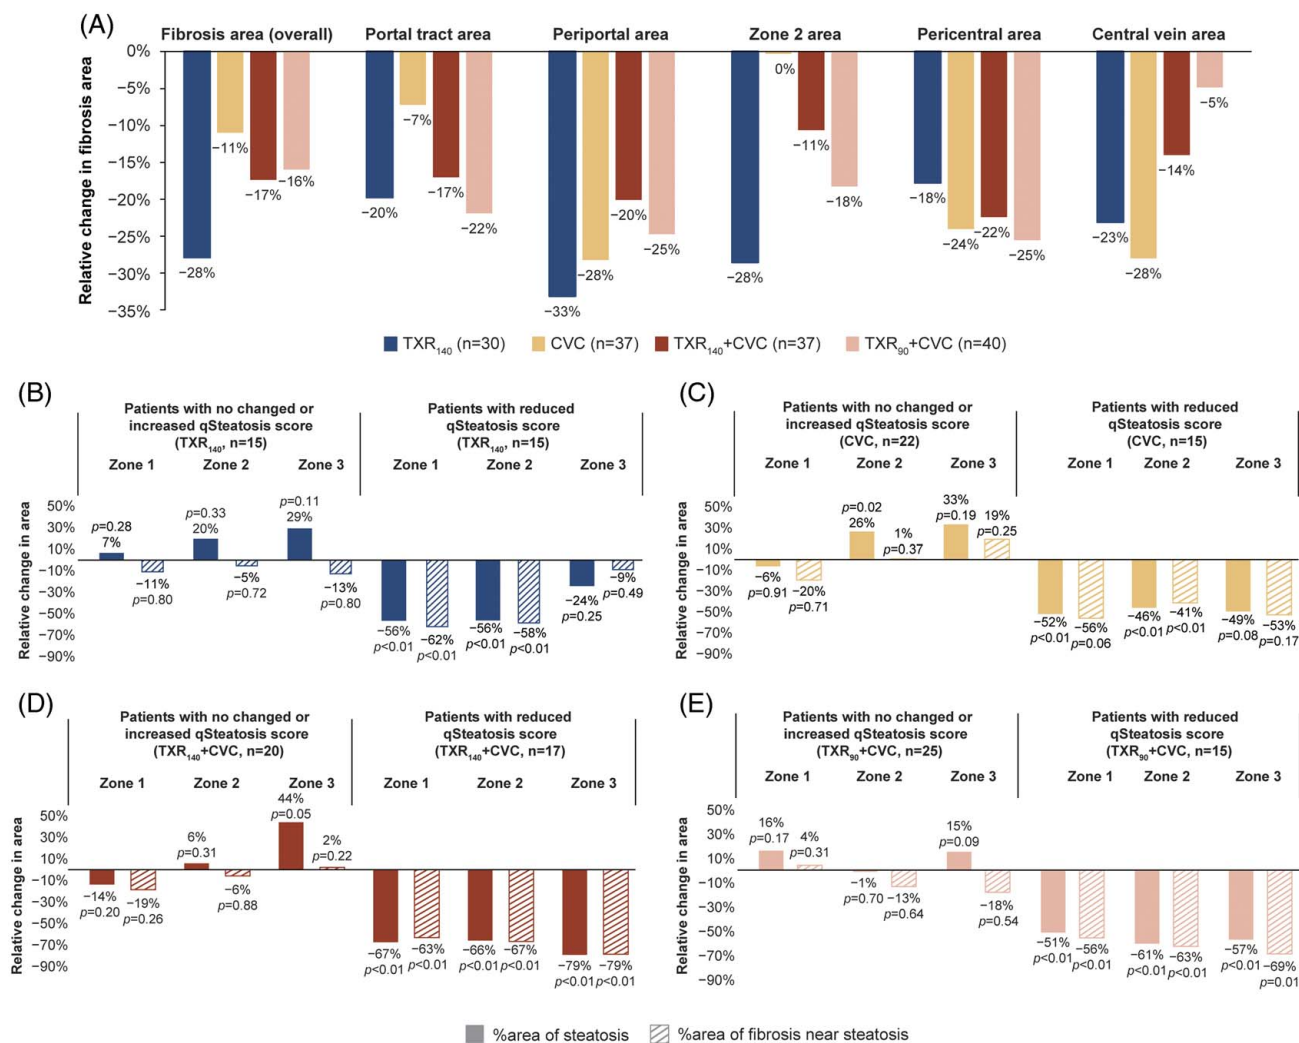 (A)
Fibrosis area (overall) Portal tract area Periportal area Zone 2 area Pericentral area Central vein area
Relative change in fibrosis area
0%
−5%
−10%
−15%
−20%
−25%
−30%
−35%
−28% −11% −17% −16%
−20% −7% −17% −22%
−33% −28% −20% −25%
−28% 0% −11% −18%
−18% −24% −22% −25%
−23% −28% −14% −5%
TXR140 (n=30) CVC (n=37) TXR140+CVC (n=37) TXR90+CVC (n=40)
(B)
Patients with no changed or
increased qSteatosis score
(TXR140, n=15)
Patients with reduced
qSteatosis score
(TXR140, n=15)
Zone 1 Zone 2 Zone 3 Zone 1 Zone 2 Zone 3
Relative change in area
50%
30%
10%
−10%
−30%
−50%
−70%
−90%
p=0.28
7%
−11%
p=0.80
p=0.33
20%
−5%
p=0.72
p=0.11
29%
−13%
p=0.80
−56%
p<0.01
−62%
p<0.01
−56%
p<0.01
−58%
p<0.01
−24%
p=0.25
−9%
p=0.49
(C)
Patients with no changed or
increased qSteatosis score
(CVC, n=22)
Patients with reduced
qSteatosis score
(CVC, n=15)
Zone 1 Zone 2 Zone 3 Zone 1 Zone 2 Zone 3
Relative change in area
50%
30%
10%
−10%
−30%
−50%
−70%
−90%
−6%
p=0.91
−20%
p=0.71
p=0.02
26%
1%
p=0.37
33%
p=0.19
19%
p=0.25
−52%
p<0.01
−56%
p=0.06
−46%
p<0.01
−41%
p<0.01
−49%
p=0.08
−53%
p=0.17
(D)
Patients with no changed or
increased qSteatosis score
(TXR140+CVC, n=20)
Patients with reduced
qSteatosis score
(TXR140+CVC, n=17)
Zone 1 Zone 2 Zone 3 Zone 1 Zone 2 Zone 3
Relative change in area
50%
30%
10%
−10%
−30%
−50%
−70%
−90%
−14%
p=0.20
−19%
p=0.26
6%
p=0.31
−6%
p=0.88
44%
p=0.05
2%
p=0.22
−67%
p<0.01
−63%
p<0.01
−66%
p<0.01
−67%
p<0.01
−79%
p<0.01
−79%
p<0.01
(E)
Patients with no changed or
increased qSteatosis score
(TXR90+CVC, n=25)
Patients with reduced
qSteatosis score
(TXR90+CVC, n=15)
Zone 1 Zone 2 Zone 3 Zone 1 Zone 2 Zone 3
Relative change in area
50%
30%
10%
−10%
−30%
−50%
−70%
−90%
16%
p=0.17
4%
p=0.31
−1%
p=0.70
−13%
p=0.64
15%
p=0.09
−18%
p=0.54
−51%
p<0.01
−56%
p<0.01
−61%
p<0.01
−63%
p<0.01
−57%
p<0.01
−69%
p=0.01
%area of steatosis %area of fibrosis near steatosis